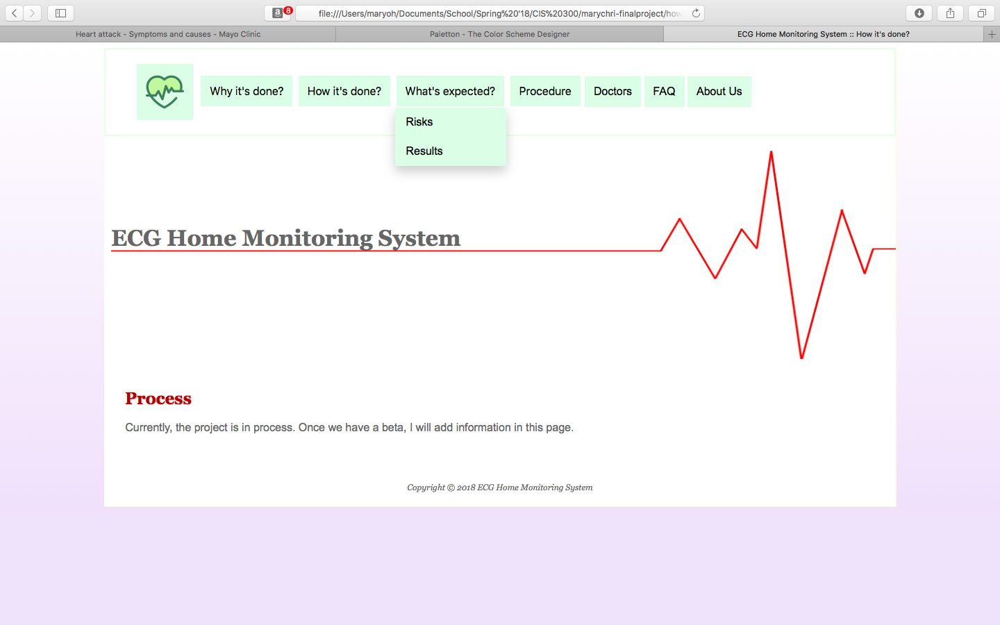 8
file:///Users/maryoh/Documents/School/Spring%20'18/CIS%20300/marychri-finalproject/how
Heart attack - Symptoms and causes - Mayo Clinic
Paletton - The Color Scheme Designer
ECG Home Monitoring System :: How it's done?
Why it's done?
How it's done?
What's expected?
Procedure
Doctors
FAQ
About Us
Risks
Results
ECG Home Monitoring System
Process
Currently, the project is in process. Once we have a beta, I will add information in this page.
Copyright © 2018 ECG Home Monitoring System